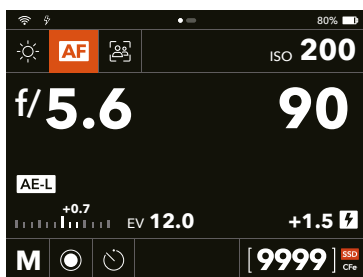 80%
AF ISO 200
f/5.6 90
AE-L
+0.7 EV 12.0 +1.5
M [9999] SSD CFe